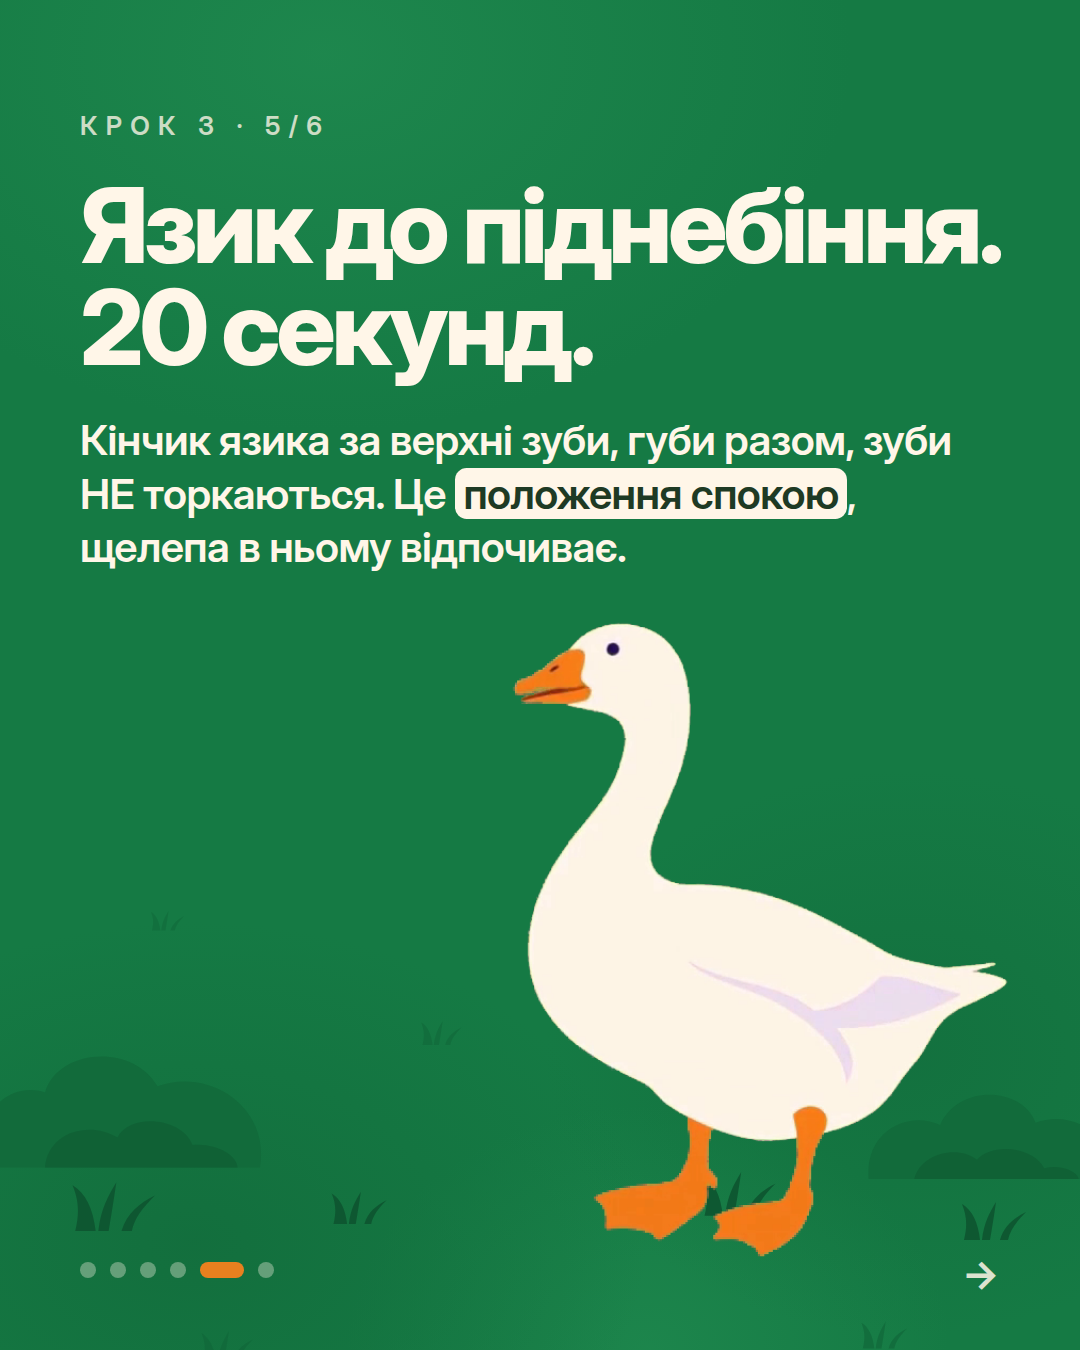 КРОК 3 · 5/6
Язик до піднебіння.
20 секунд.
Кінчик язика за верхні зуби, губи разом, зуби
НЕ торкаються. Це положення спокою,
щелепа в ньому відпочиває.
→